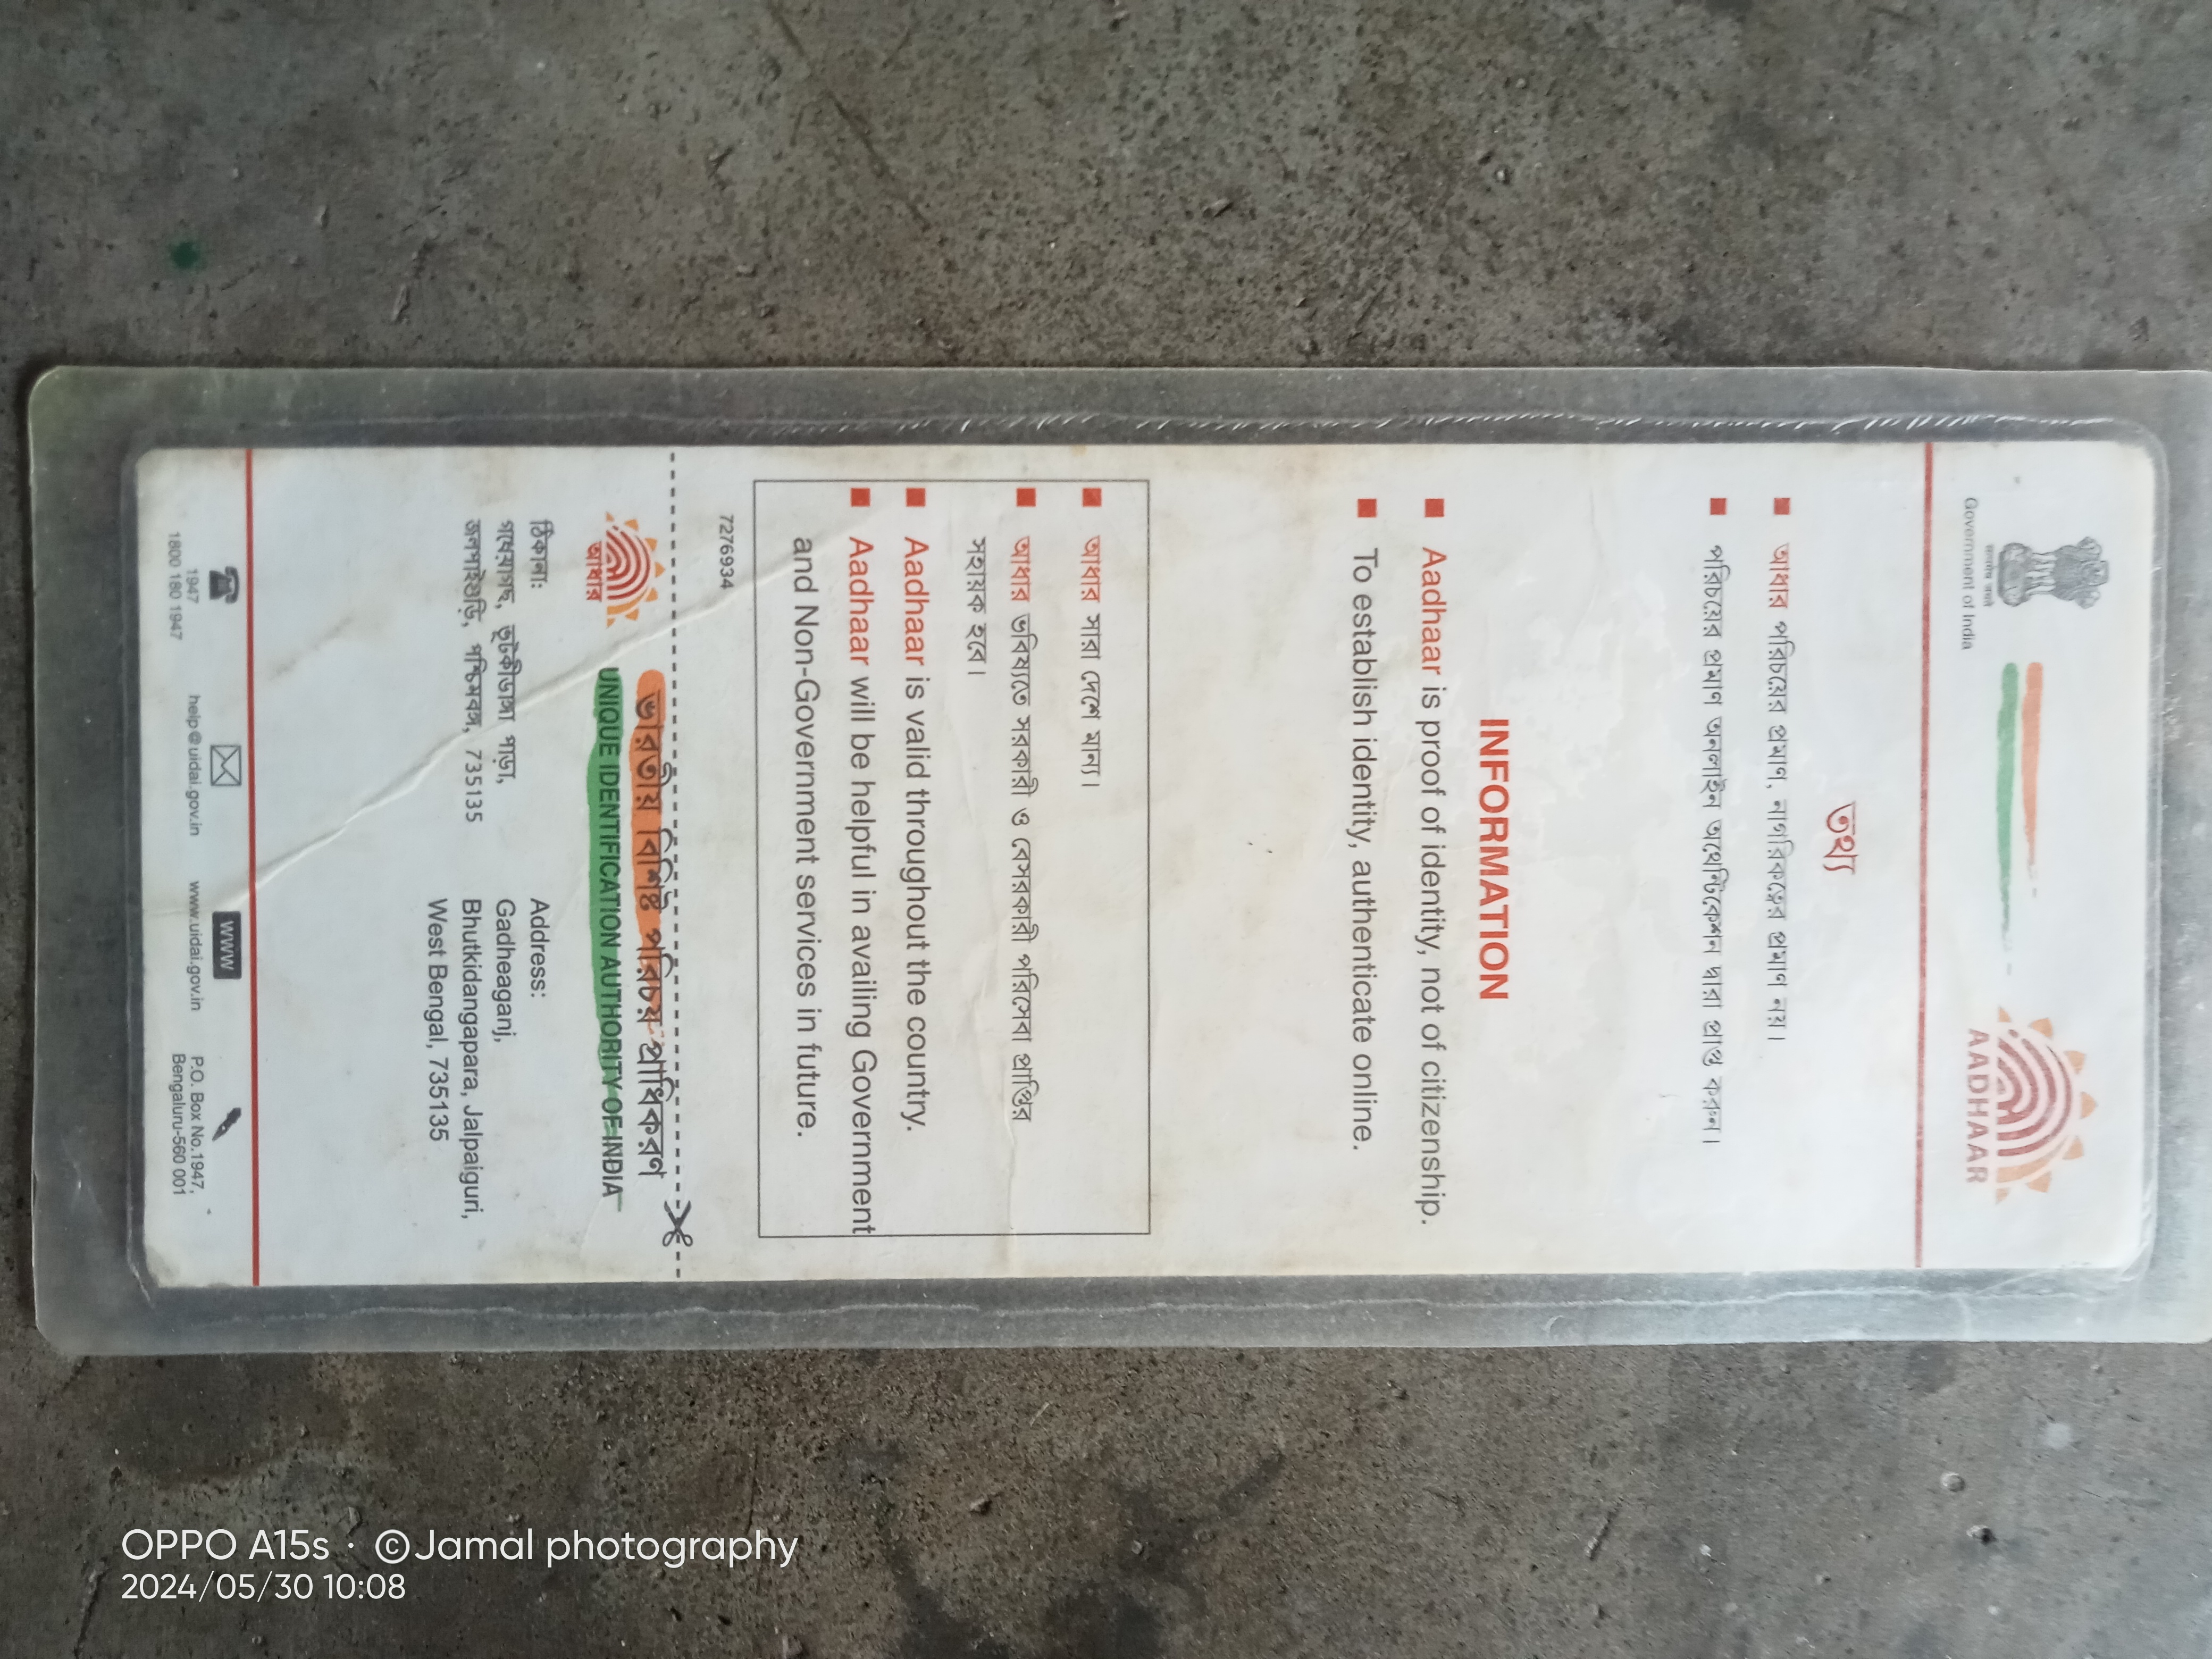 सत्यमेव जयते
Government of India
AADHAAR
তথ্য
আধার পরিচয়ের প্রমাণ, নাগরিকত্বের প্রমাণ নয়।
পরিচয়ের প্রমাণ অনলাইন অথেন্টিকেশন দ্বারা প্রাপ্ত করুন।
INFORMATION
Aadhaar is proof of identity, not of citizenship.
To establish identity, authenticate online.
আধার সারা দেশে মান্য।
আধার ভবিষ্যতে সরকারী ও বেসরকারী পরিসেবা প্রাপ্তির
সহায়ক হবে।
Aadhaar is valid throughout the country.
Aadhaar will be helpful in availing Government
and Non-Government services in future.
7276934
ভারতীয় বিশিষ্ট পরিচয় প্রাধিকরণ
UNIQUE IDENTIFICATION AUTHORITY OF INDIA
আধার
ঠিকানা:
গধেয়াগছ, ভূটকীডাঙ্গা পাড়া,
জলপাইগুড়ি, পশ্চিমবঙ্গ, 735135
Address:
Gadheaganj,
Bhutkidangapara, Jalpaiguri,
West Bengal, 735135
1947
1800 180 1947
help@uidai.gov.in
www
www.uidai.gov.in
P.O. Box No.1947,
Bengaluru-560 001
OPPO A15s · ©Jamal photography
2024/05/30 10:08